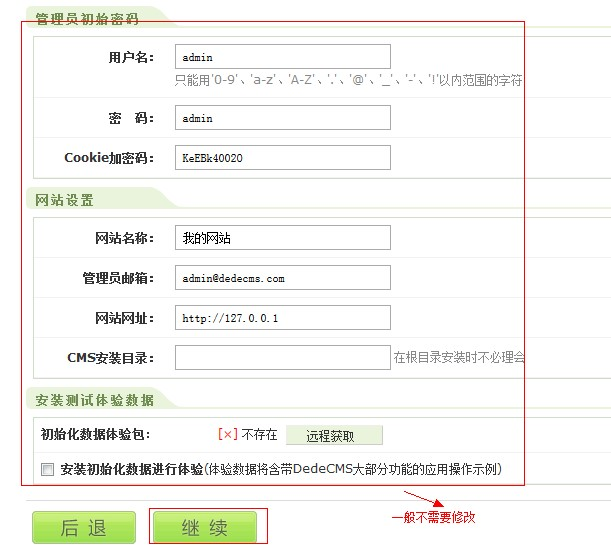 管理员初始密码
用户名： admin
只能用'0-9'、'a-z'、'A-Z'、'.'、'@'、'_'、'-'、'!'以内范围的字符
密 码： admin
Cookie加密码： KeEBk40020
网站设置
网站名称： 我的网站
管理员邮箱： admin@dedecms.com
网站网址： http://127.0.0.1
CMS安装目录： 在根目录安装时不必理会
安装测试体验数据
初始化数据体验包： [×] 不存在 远程获取
安装初始化数据进行体验(体验数据将含带DedeCMS大部分功能的应用操作示例)
一般不需要修改
后 退 继 续